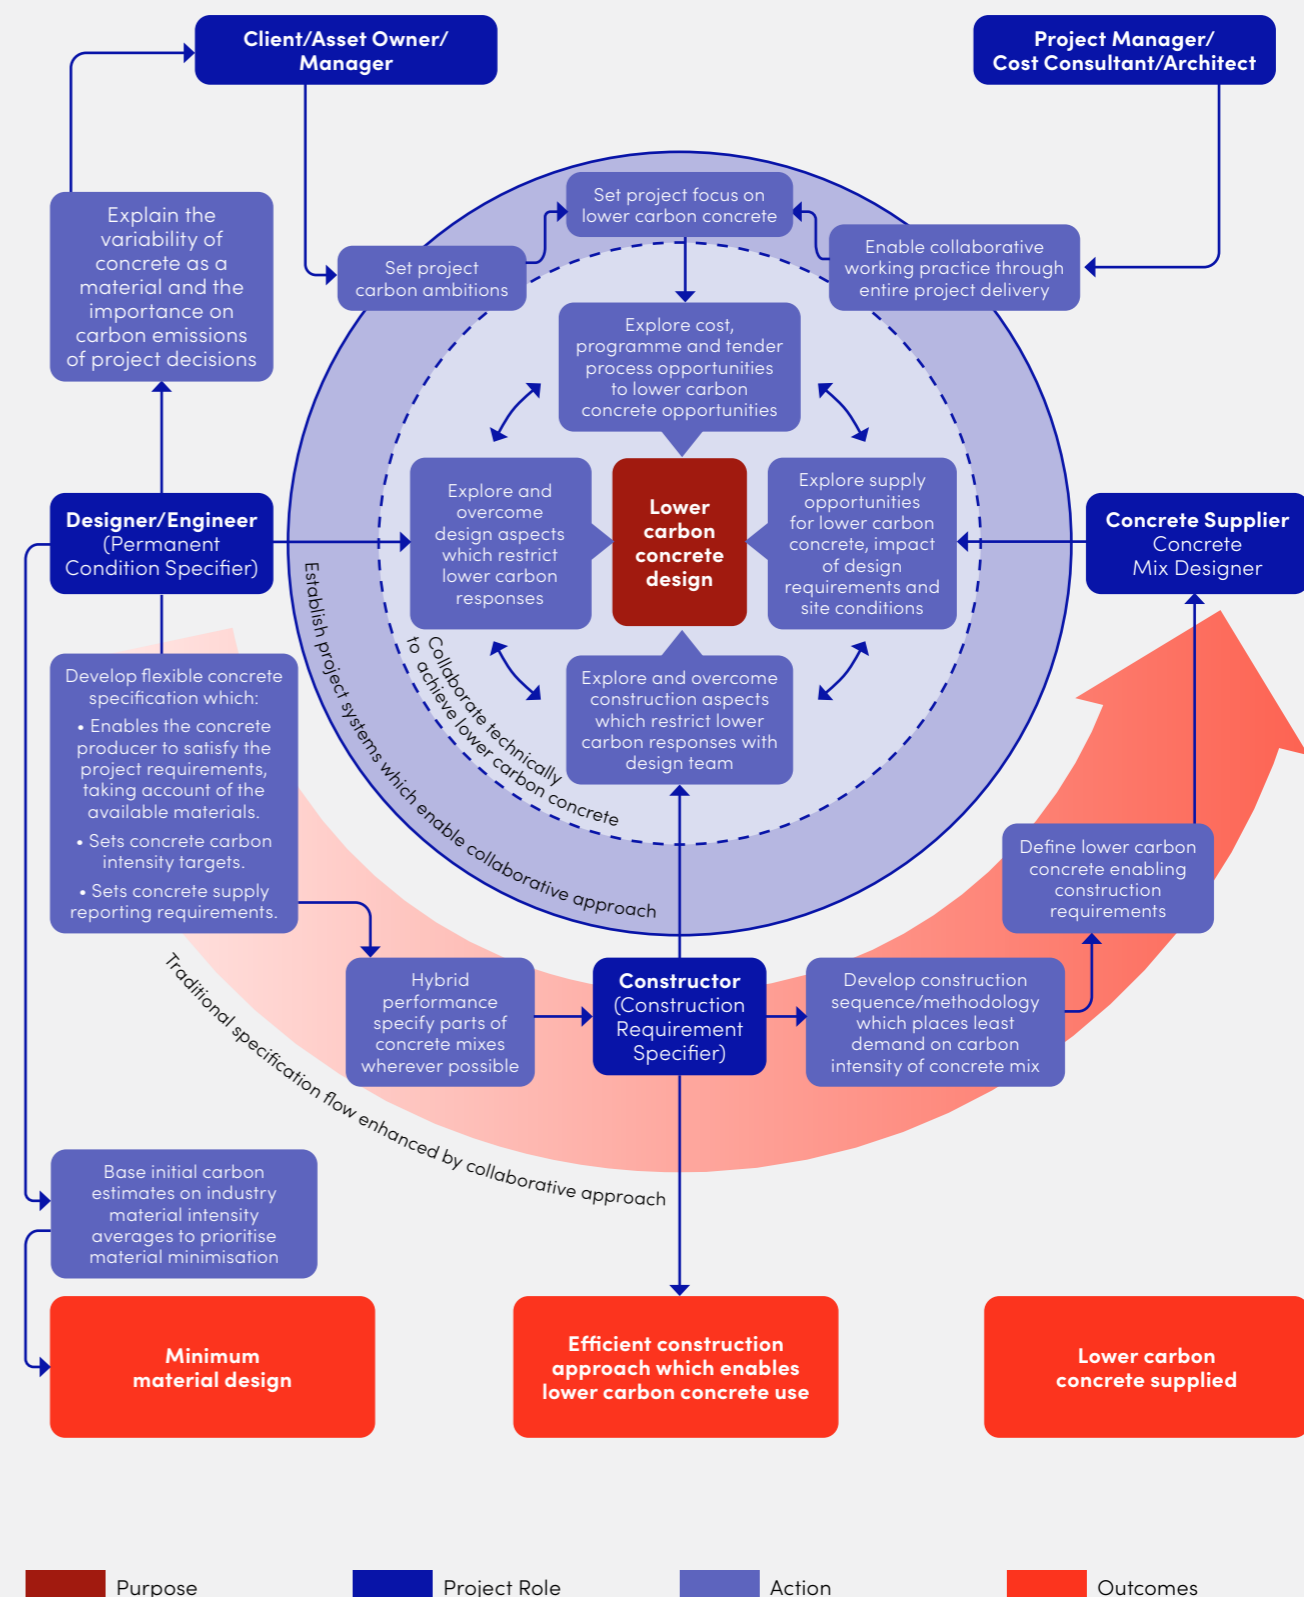 Client/Asset Owner/
Manager
Project Manager/
Cost Consultant/Architect
Explain the
variability of
concrete as a
material and the
importance on
carbon emissions
of project decisions
Set project
carbon ambitions
Set project focus on
lower carbon concrete
Enable collaborative
working practice through
entire project delivery
Explore cost,
programme and tender
process opportunities
to lower carbon
concrete opportunities
Designer/Engineer
(Permanent
Condition Specifier)
Explore and
overcome
design aspects
which restrict
lower carbon
responses
Lower
carbon
concrete
design
Explore supply
opportunities
for lower carbon
concrete, impact
of design
requirements and
site conditions
Concrete Supplier
Concrete
Mix Designer
Explore and overcome
construction aspects
which restrict lower
carbon responses with
design team
Collaborate technically
to achieve lower carbon concrete
Establish project systems which enable collaborative approach
Develop flexible concrete
specification which:
• Enables the concrete
producer to satisfy the
project requirements,
taking account of the
available materials.
• Sets concrete carbon
intensity targets.
• Sets concrete supply
reporting requirements.
Hybrid
performance
specify parts of
concrete mixes
wherever possible
Constructor
(Construction
Requirement
Specifier)
Develop construction
sequence/methodology
which places least
demand on carbon
intensity of concrete mix
Define lower carbon
concrete enabling
construction
requirements
Traditional specification flow enhanced by collaborative approach
Base initial carbon
estimates on industry
material intensity
averages to prioritise
material minimisation
Minimum
material design
Efficient construction
approach which enables
lower carbon concrete use
Lower carbon
concrete supplied
Purpose
Project Role
Action
Outcomes